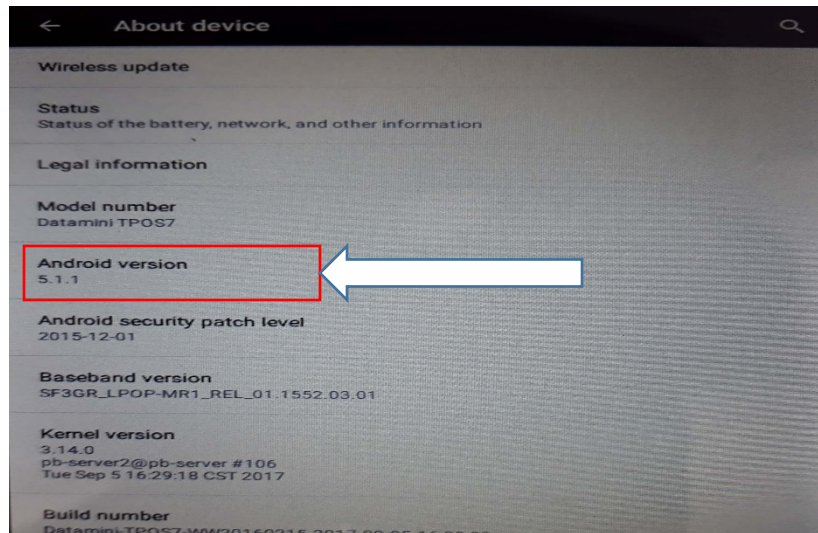 About device
Wireless update
Status
Status of the battery, network, and other information
Legal information
Model number
Datamini TPOS7
Android version
5.1.1
Android security patch level
2015-12-01
Baseband version
SF3GR_LPOP-MR1_REL_01.1552.03.01
Kernel version
3.14.0
pb-server2@pb-server #106
Tue Sep 5 16:29:18 CST 2017
Build number